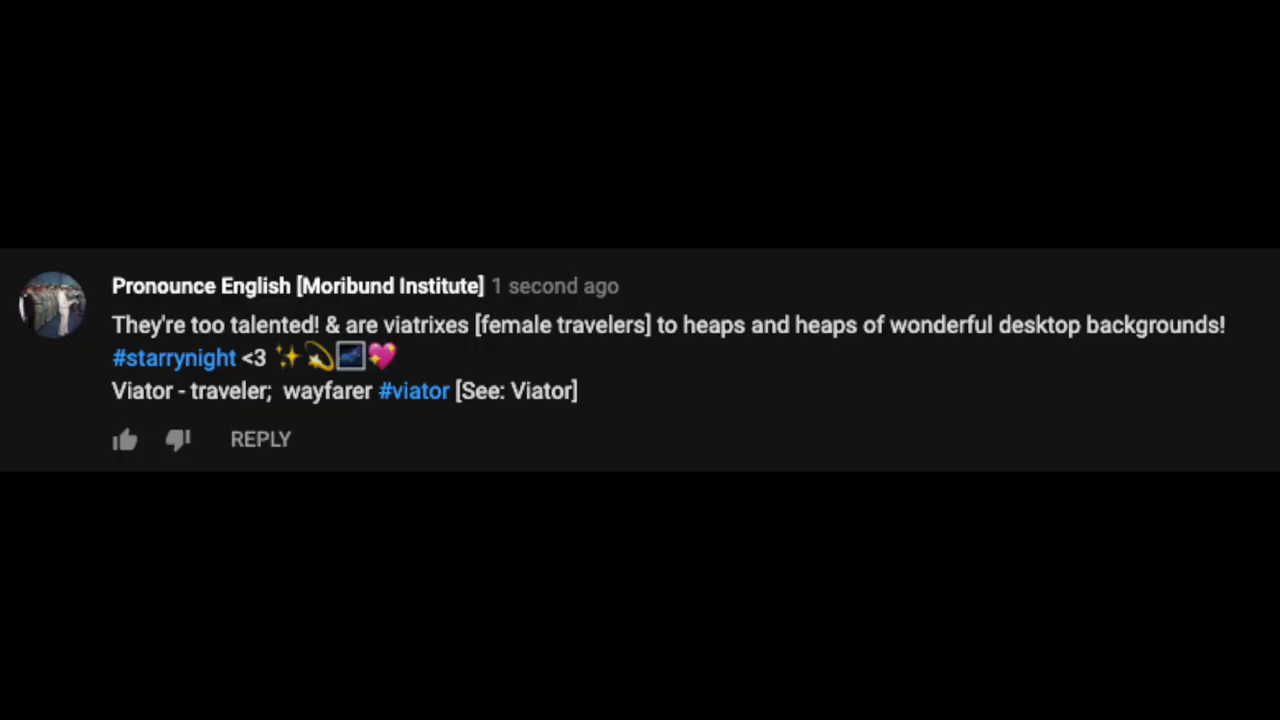 Pronounce English [Moribund Institute] 1 second ago
They're too talented! & are viatrixes [female travelers] to heaps and heaps of wonderful desktop backgrounds!
#starrynight <3 ✨💫🌌💖
Viator - traveler;  wayfarer #viator [See: Viator]
REPLY